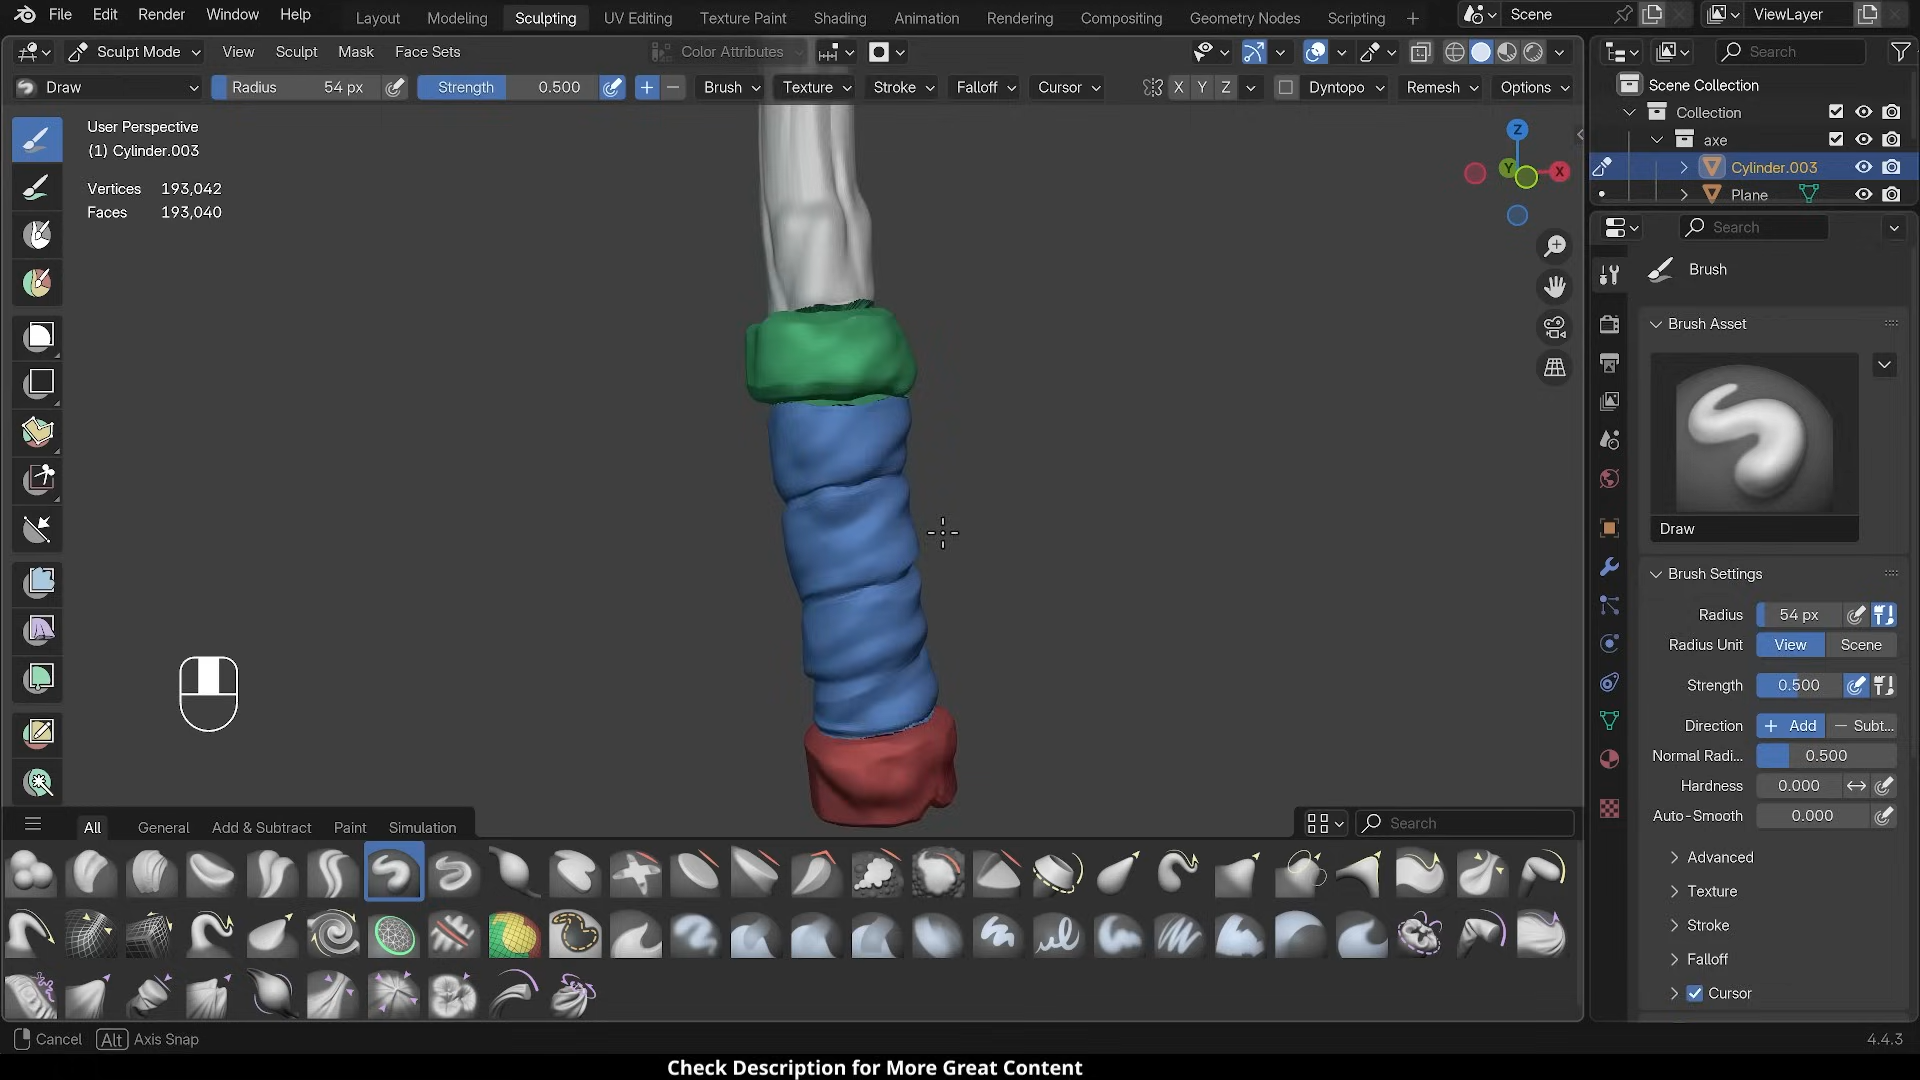 File Edit Render Window Help Layout Modeling Sculpting UV Editing Texture Paint Shading Animation Rendering Compositing Geometry Nodes Scripting + Scene ViewLayer
Sculpt Mode View Sculpt Mask Face Sets Color Attributes Search
Draw Radius 54 px Strength 0.500 Brush Texture Stroke Falloff Cursor X Y Z Dyntopo Remesh Options
Scene Collection
Collection
axe
Cylinder.003
Plane
User Perspective
(1) Cylinder.003
Vertices 193,042
Faces 193,040
Z
Y
X
Search
Brush
Brush Asset
Draw
Brush Settings
Radius 54 px
Radius Unit View Scene
Strength 0.500
Direction + Add − Subt...
Normal Radi... 0.500
Hardness 0.000
Auto-Smooth 0.000
Advanced
Texture
Stroke
Falloff
Cursor
All General Add & Subtract Paint Simulation Search
Cancel Alt Axis Snap 4.4.3
Check Description for More Great Content